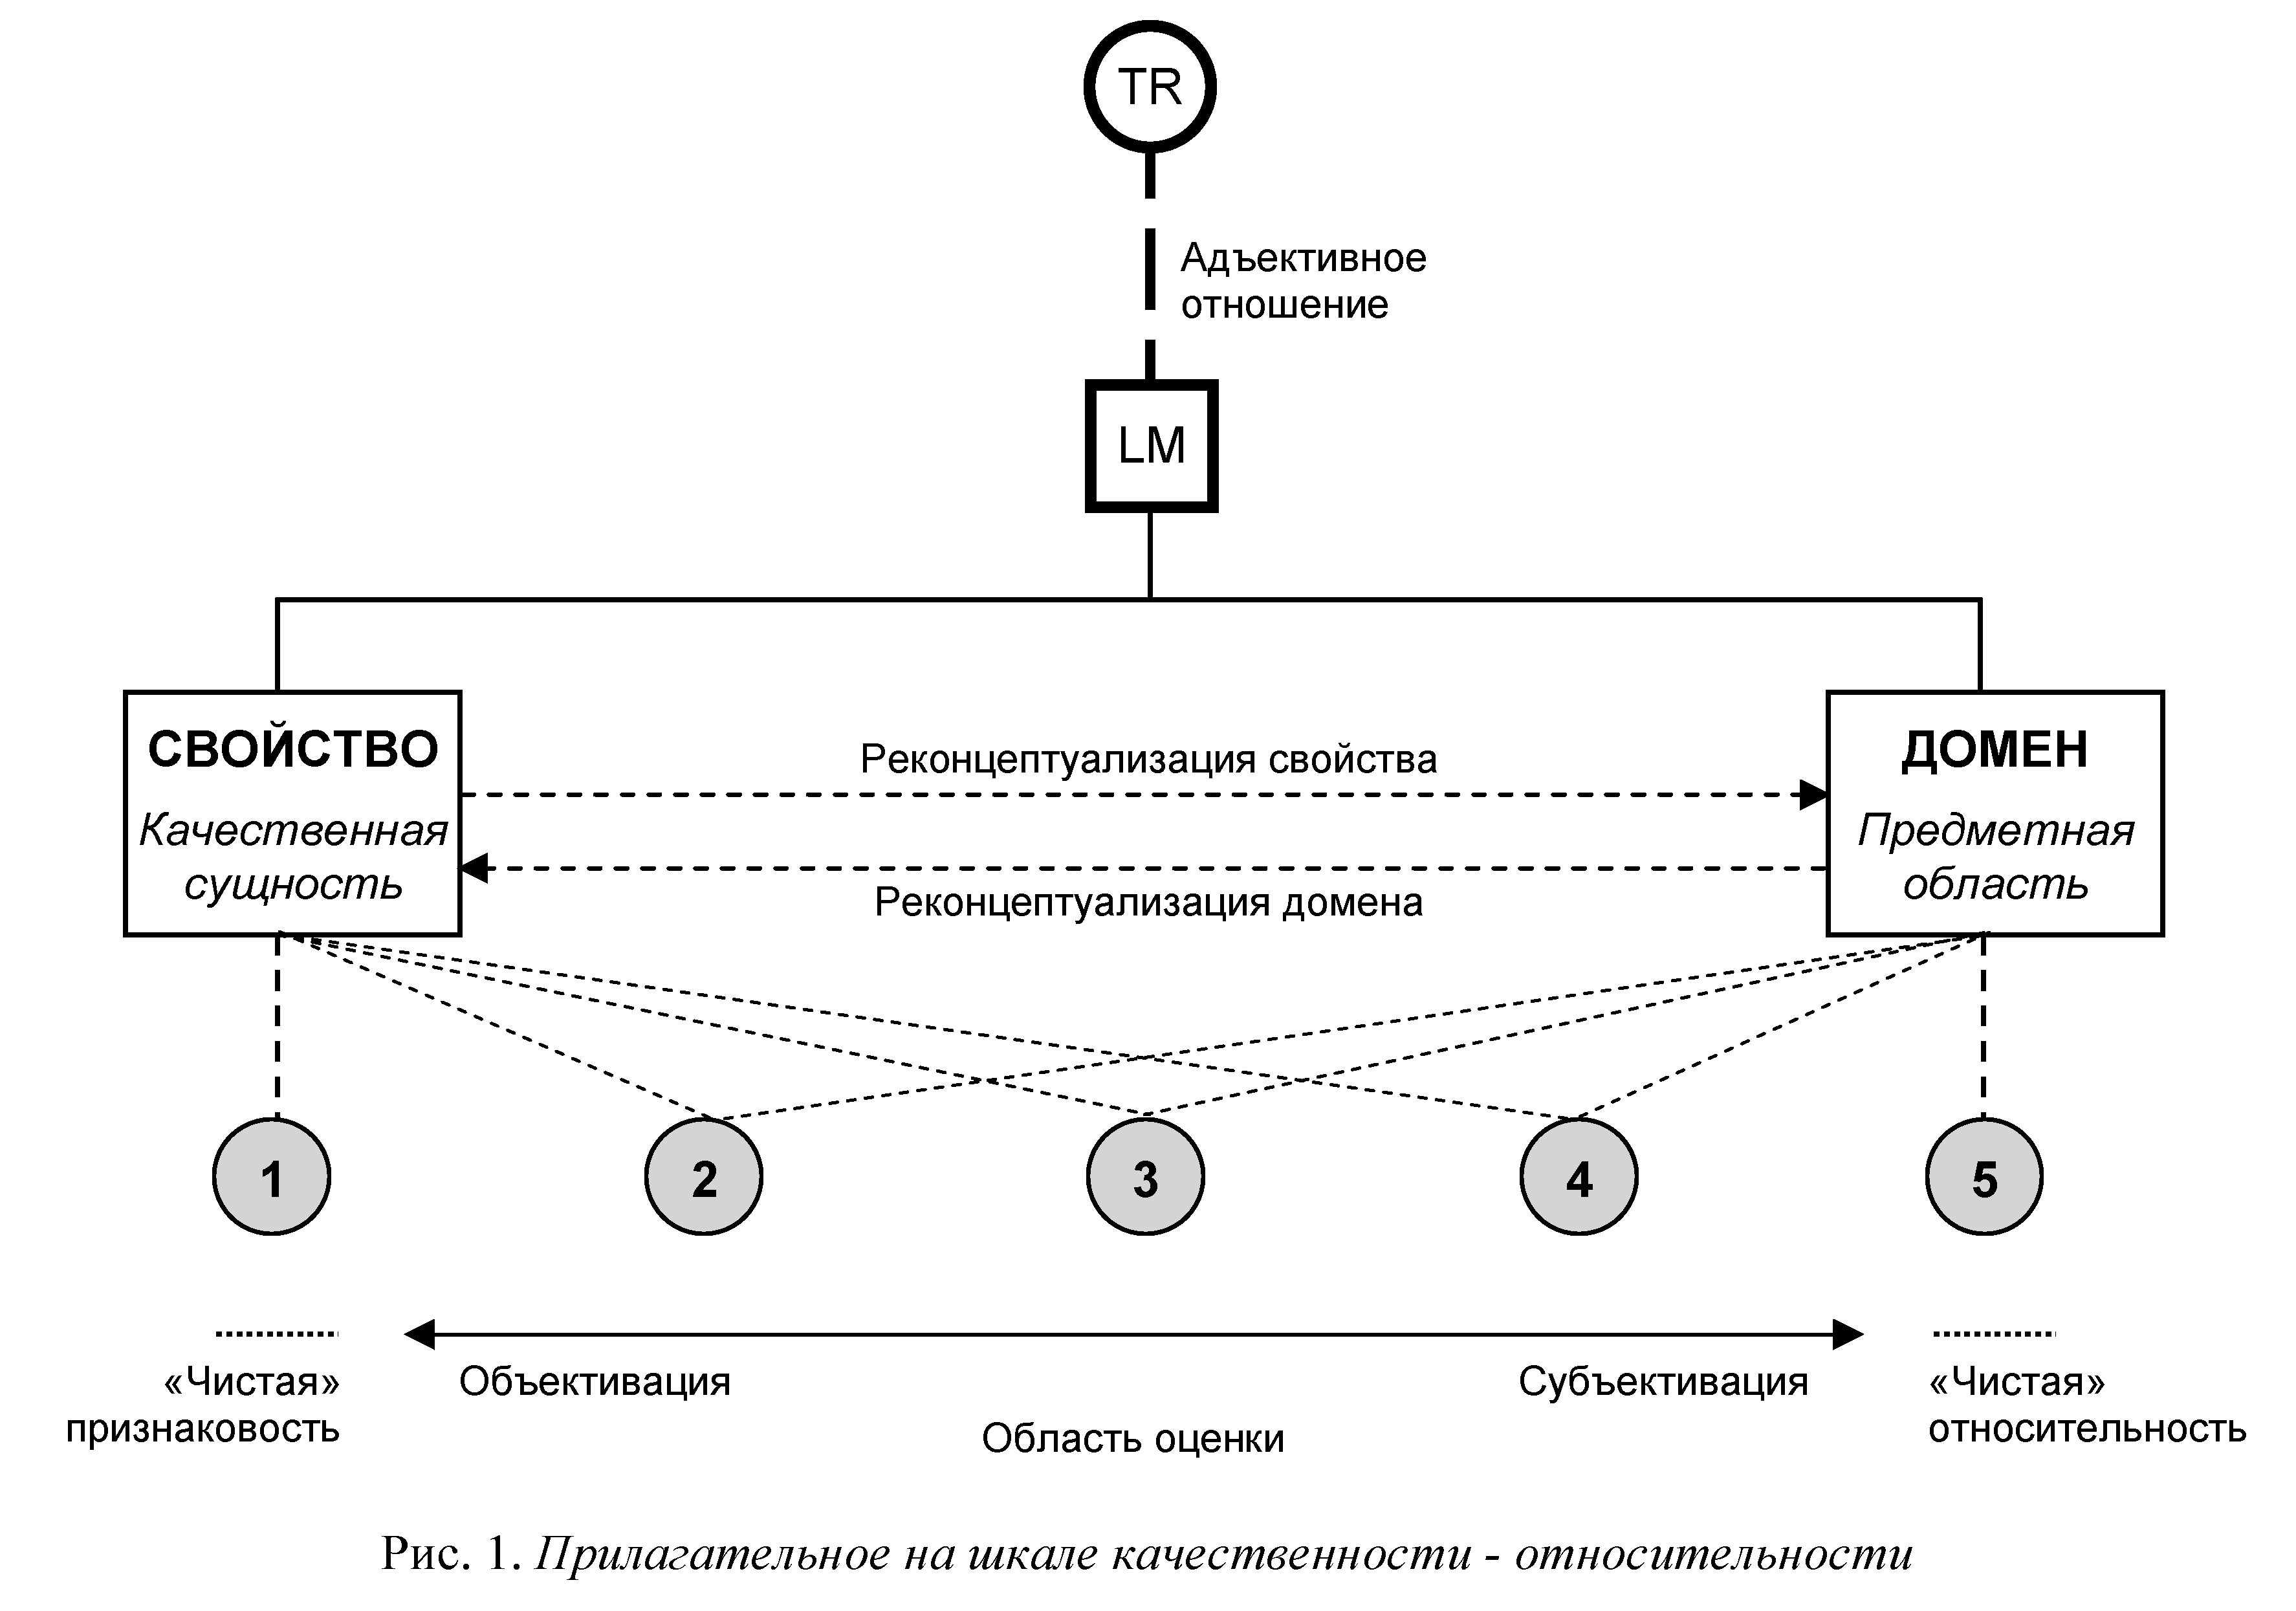 TR
Адъективное
отношение
LM
СВОЙСТВО
Качественная
сущность
Реконцептуализация свойства
Реконцептуализация домена
ДОМЕН
Предметная
область
1
2
3
4
5
«Чистая»
признаковость
Объективация
Область оценки
Субъективация
«Чистая»
относительность
Рис. 1. Прилагательное на шкале качественности - относительности